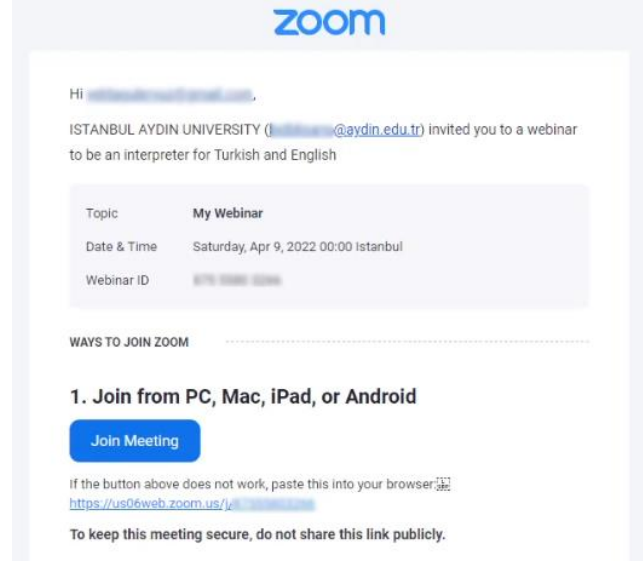 zoom
Hi
ISTANBUL AYDIN UNIVERSITY ( @aydin.edu.tr) invited you to a webinar
to be an interpreter for Turkish and English
Topic My Webinar
Date & Time Saturday, Apr 9, 2022 00:00 Istanbul
Webinar ID
WAYS TO JOIN ZOOM
1. Join from PC, Mac, iPad, or Android
Join Meeting
If the button above does not work, paste this into your browser:
https://us06web.zoom.us/j/
To keep this meeting secure, do not share this link publicly.